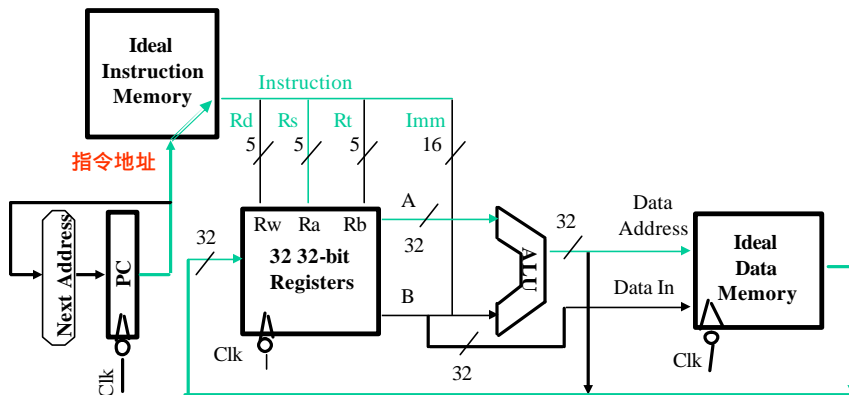 Ideal
Instruction
Memory
Instruction
Rd
Rs
Rt
Imm
5
5
5
16
指令地址
Rw
Ra
Rb
32 32-bit
Registers
Clk
32
A
32
B
32
ALU
32
Data
Address
Data In
Ideal
Data
Memory
Clk
Next Address
PC
Clk